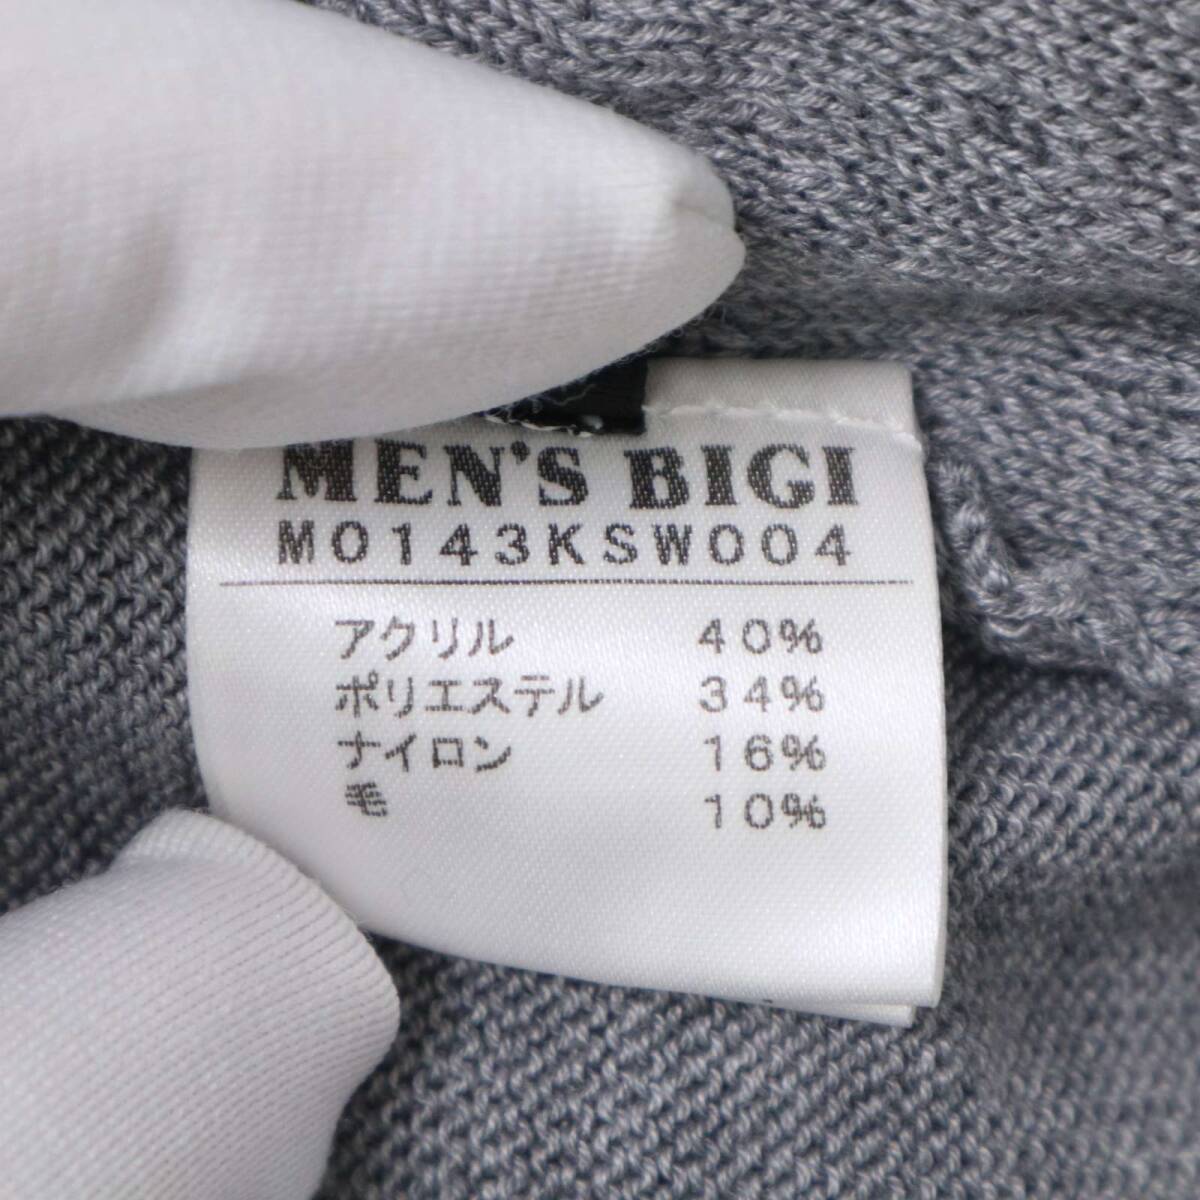 MEN'S BIGI
M0143KSW004
アクリル 40%
ポリエステル 34%
ナイロン 16%
毛 10%